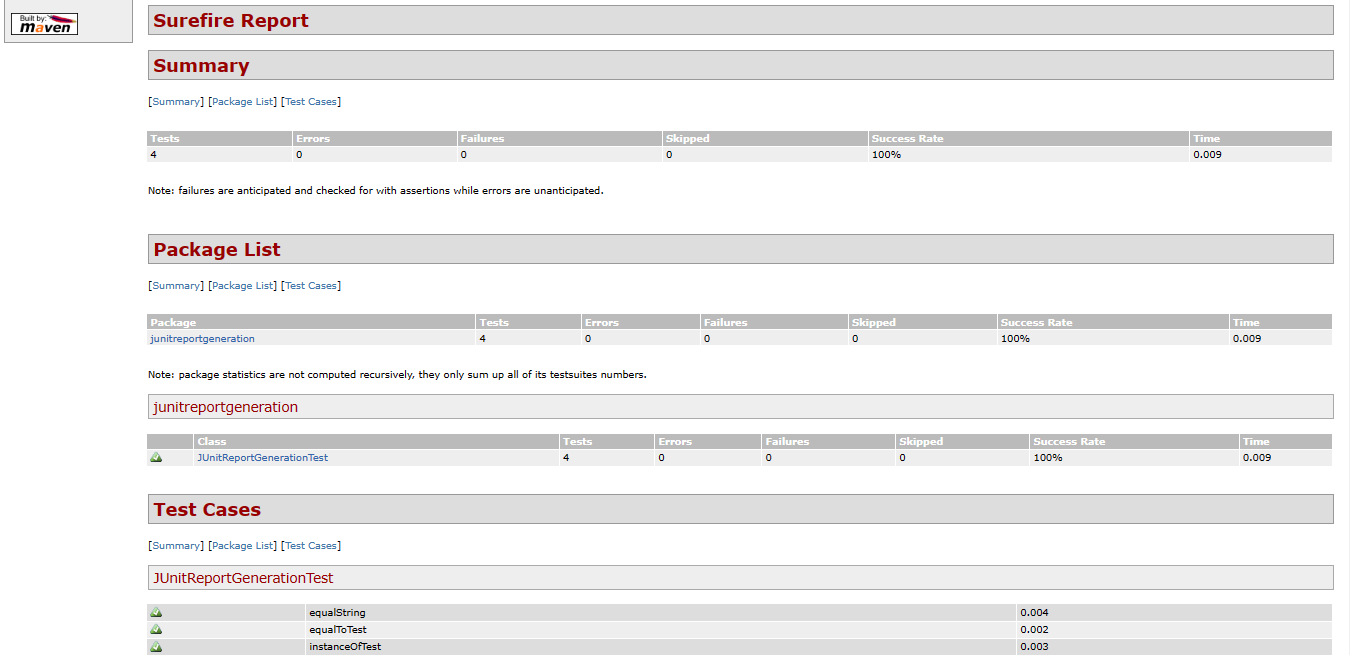 Built by:
maven
Surefire Report
Summary
[Summary] [Package List] [Test Cases]
Tests Errors Failures Skipped Success Rate Time
4 0 0 0 100% 0.009
Note: failures are anticipated and checked for with assertions while errors are unanticipated.
Package List
[Summary] [Package List] [Test Cases]
Package Tests Errors Failures Skipped Success Rate Time
junitreportgeneration 4 0 0 0 100% 0.009
Note: package statistics are not computed recursively, they only sum up all of its testsuites numbers.
junitreportgeneration
Class Tests Errors Failures Skipped Success Rate Time
JUnitReportGenerationTest 4 0 0 0 100% 0.009
Test Cases
[Summary] [Package List] [Test Cases]
JUnitReportGenerationTest
equalString 0.004
equalToTest 0.002
instanceOfTest 0.003